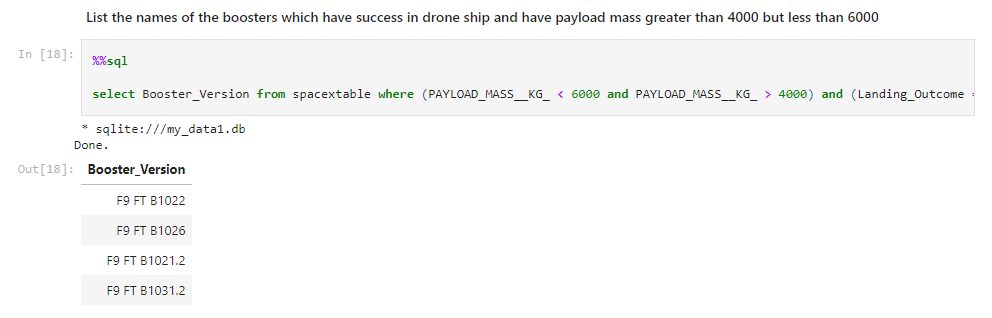 List the names of the boosters which have success in drone ship and have payload mass greater than 4000 but less than 6000
In [18]:
%%sql
select Booster_Version from spacextable where (PAYLOAD_MASS__KG_ < 6000 and PAYLOAD_MASS__KG_ > 4000) and (Landing_Outcome =
* sqlite:///my_data1.db
Done.
Out[18]:
Booster_Version
F9 FT B1022
F9 FT B1026
F9 FT B1021.2
F9 FT B1031.2